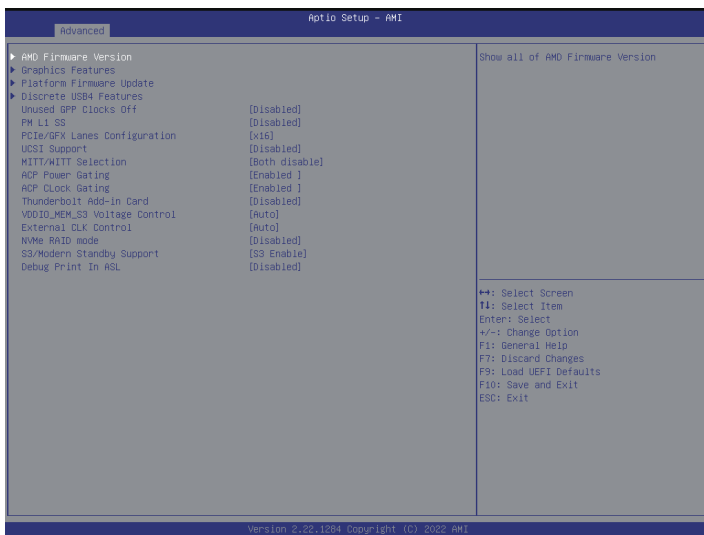 Aptio Setup - AMI
Advanced
AMD Firmware Version
Graphics Features
Platform Firmware Update
Discrete USB4 Features
Unused GPP Clocks Off [Disabled]
PM L1 SS [Disabled]
PCIe/GFX Lanes Configuration [x16]
UCSI Support [Disabled]
MITT/WITT Selection [Both disable]
ACP Power Gating [Enabled ]
ACP CLock Gating [Enabled ]
Thunderbolt Add-in Card [Disabled]
VDDIO_MEM_S3 Voltage Control [Auto]
External CLK Control [Auto]
NVMe RAID mode [Disabled]
S3/Modern Standby Support [S3 Enable]
Debug Print In ASL [Disabled]
Show all of AMD Firmware Version
↔: Select Screen
↑↓: Select Item
Enter: Select
+/-: Change Option
F1: General Help
F7: Discard Changes
F9: Load UEFI Defaults
F10: Save and Exit
ESC: Exit
Version 2.22.1284 Copyright (C) 2022 AMI